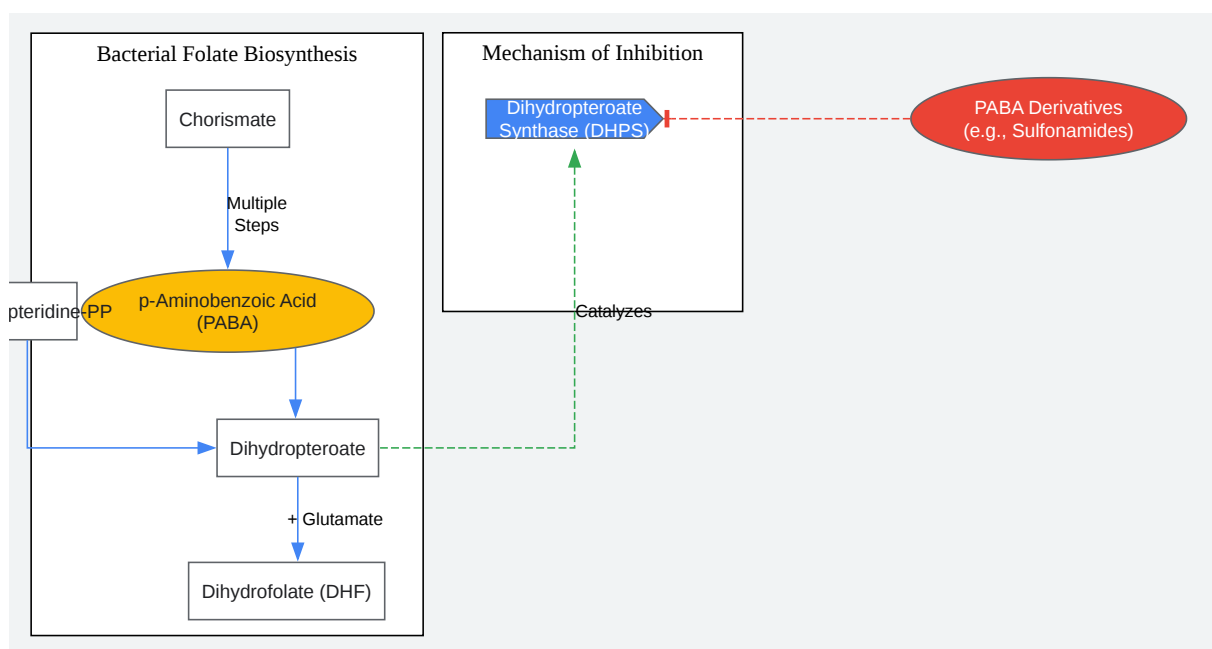 Bacterial Folate Biosynthesis
Chorismate
Multiple
Steps
pteridine-PP
p-Aminobenzoic Acid
(PABA)
Dihydropteroate
+ Glutamate
Dihydrofolate (DHF)
Mechanism of Inhibition
Dihydropteroate
Synthase (DHPS)
Catalyzes
PABA Derivatives
(e.g., Sulfonamides)